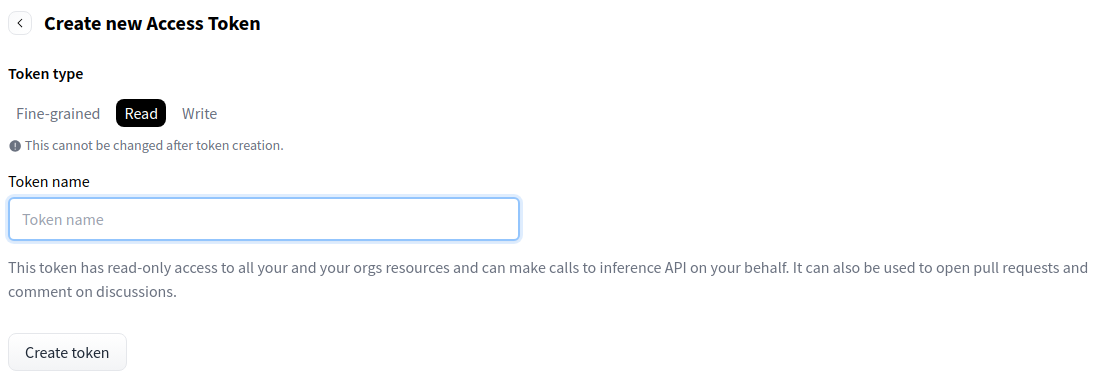 Create new Access Token
Token type
Fine-grained Read Write
This cannot be changed after token creation.
Token name
Token name
This token has read-only access to all your and your orgs resources and can make calls to inference API on your behalf. It can also be used to open pull requests and
comment on discussions.
Create token